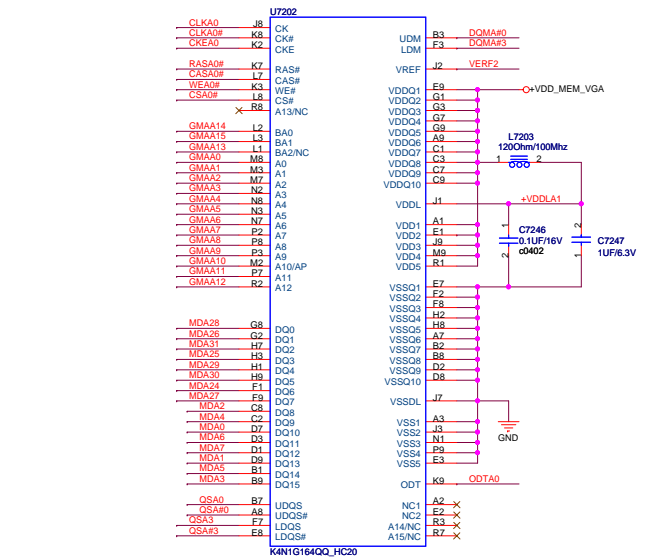 U7202
CLKA0 J8 CK
CLKA0# K8 CK# UDM B3 DQMA#0
CKEA0 K2 CKE LDM F3 DQMA#3
RASA0# K7 RAS# VREF J2 VERF2
CASA0# L7 CAS#
WEA0# K3 WE# VDDQ1 E9 +VDD_MEM_VGA
CSA0# L8 CS# VDDQ2 G1
R8 A13/NC VDDQ3 G3
VDDQ4 G7
GMAA14 L2 BA0 VDDQ5 G9
GMAA15 L3 BA1 VDDQ6 A9 L7203
GMAA13 L1 BA2/NC VDDQ7 C1 120Ohm/100Mhz
GMAA0 M8 A0 VDDQ8 C3 1 2
GMAA1 M3 A1 VDDQ9 C7
GMAA2 M7 A2 VDDQ10 C9
GMAA3 N2 A3
GMAA4 N8 A4 VDDL J1 +VDDLA1
GMAA5 N3 A5
GMAA6 N7 A6 VDD1 A1 1 2
GMAA7 P2 A7 VDD2 E1 C7246
GMAA8 P8 A8 VDD3 J9 0.1UF/16V C7247
GMAA9 P3 A9 VDD4 M9 c0402 1UF/6.3V
GMAA10 M2 A10/AP VDD5 R1 2 1
GMAA11 P7 A11
GMAA12 R2 A12 VSSQ1 E7
VSSQ2 F2
VSSQ3 F8
VSSQ4 H2
MDA28 G8 DQ0 VSSQ5 H8
MDA26 G2 DQ1 VSSQ6 A7
MDA31 H7 DQ2 VSSQ7 B2
MDA25 H3 DQ3 VSSQ8 B8
MDA29 H1 DQ4 VSSQ9 D2
MDA30 H9 DQ5 VSSQ10 D8
MDA24 F1 DQ6
MDA27 F9 DQ7 VSSDL J7
MDA2 C8 DQ8
MDA4 C2 DQ9 VSS1 A3
MDA0 D7 DQ10 VSS2 J3 GND
MDA6 D3 DQ11 VSS3 N1
MDA7 D1 DQ12 VSS4 P9
MDA1 D9 DQ13 VSS5 E3
MDA5 B1 DQ14
MDA3 B9 DQ15 ODT K9 ODTA0
QSA0 B7 UDQS NC1 A2
QSA#0 A8 UDQS# NC2 E2
QSA3 F7 LDQS A14/NC R3
QSA#3 E8 LDQS# A15/NC R7
K4N1G164QQ_HC20